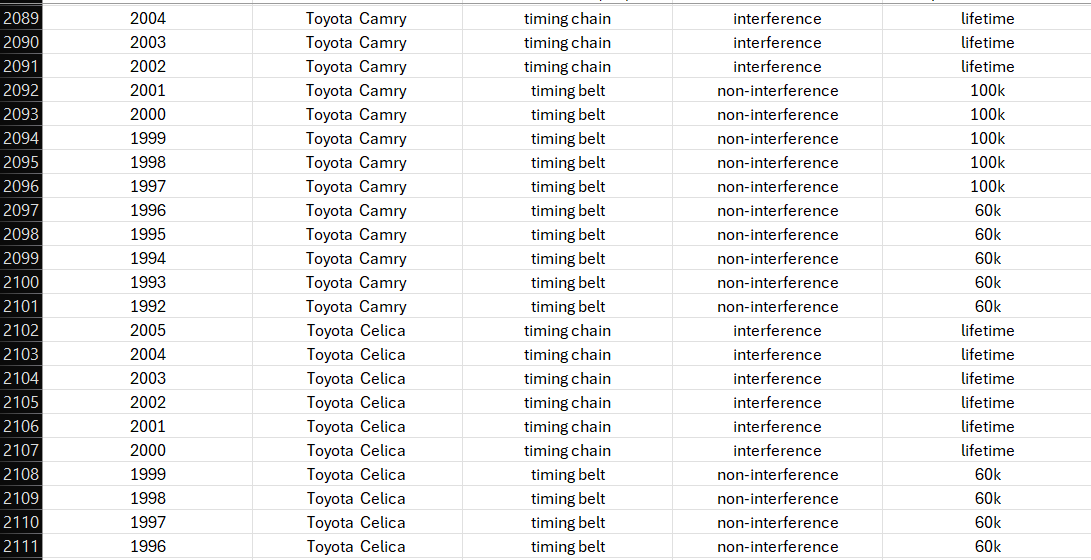 2089 2004 Toyota Camry timing chain interference lifetime
2090 2003 Toyota Camry timing chain interference lifetime
2091 2002 Toyota Camry timing chain interference lifetime
2092 2001 Toyota Camry timing belt non-interference 100k
2093 2000 Toyota Camry timing belt non-interference 100k
2094 1999 Toyota Camry timing belt non-interference 100k
2095 1998 Toyota Camry timing belt non-interference 100k
2096 1997 Toyota Camry timing belt non-interference 100k
2097 1996 Toyota Camry timing belt non-interference 60k
2098 1995 Toyota Camry timing belt non-interference 60k
2099 1994 Toyota Camry timing belt non-interference 60k
2100 1993 Toyota Camry timing belt non-interference 60k
2101 1992 Toyota Camry timing belt non-interference 60k
2102 2005 Toyota Celica timing chain interference lifetime
2103 2004 Toyota Celica timing chain interference lifetime
2104 2003 Toyota Celica timing chain interference lifetime
2105 2002 Toyota Celica timing chain interference lifetime
2106 2001 Toyota Celica timing chain interference lifetime
2107 2000 Toyota Celica timing chain interference lifetime
2108 1999 Toyota Celica timing belt non-interference 60k
2109 1998 Toyota Celica timing belt non-interference 60k
2110 1997 Toyota Celica timing belt non-interference 60k
2111 1996 Toyota Celica timing belt non-interference 60k